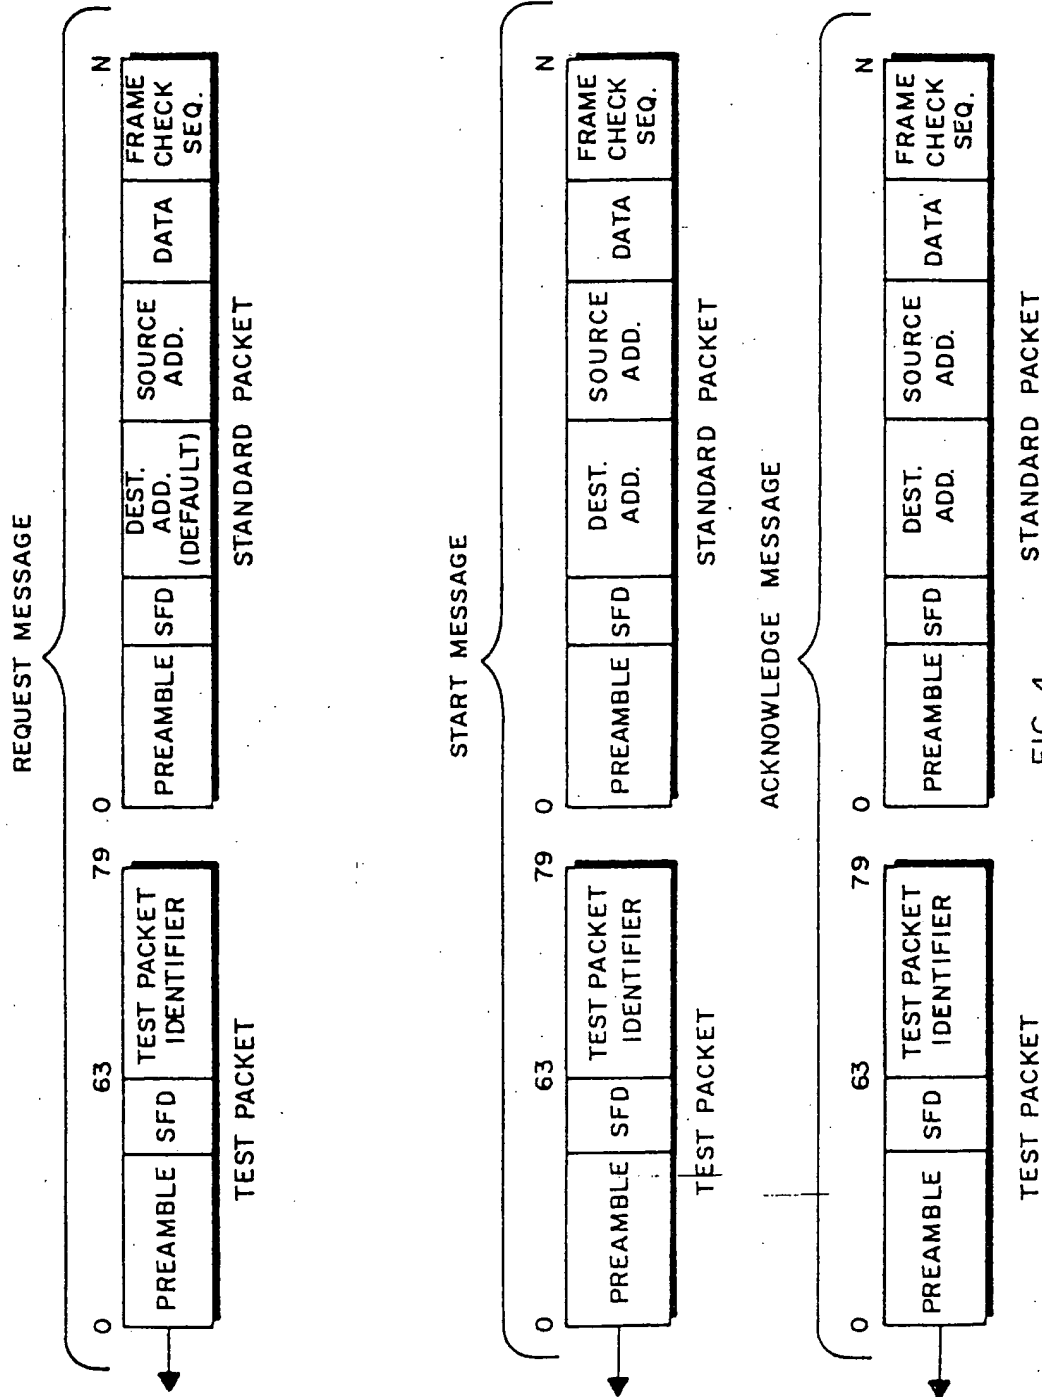 REQUEST MESSAGE
0 63 79 0 N
PREAMBLE SFD TEST PACKET IDENTIFIER PREAMBLE SFD DEST. ADD. (DEFAULT) SOURCE ADD. DATA FRAME CHECK SEQ.
TEST PACKET STANDARD PACKET
START MESSAGE
0 63 79 0 N
PREAMBLE SFD TEST PACKET IDENTIFIER PREAMBLE SFD DEST. ADD. SOURCE ADD. DATA FRAME CHECK SEQ.
TEST PACKET STANDARD PACKET
ACKNOWLEDGE MESSAGE
0 63 79 0 N
PREAMBLE SFD TEST PACKET IDENTIFIER PREAMBLE SFD DEST. ADD. SOURCE ADD. DATA FRAME CHECK SEQ.
TEST PACKET STANDARD PACKET
FIG. 4